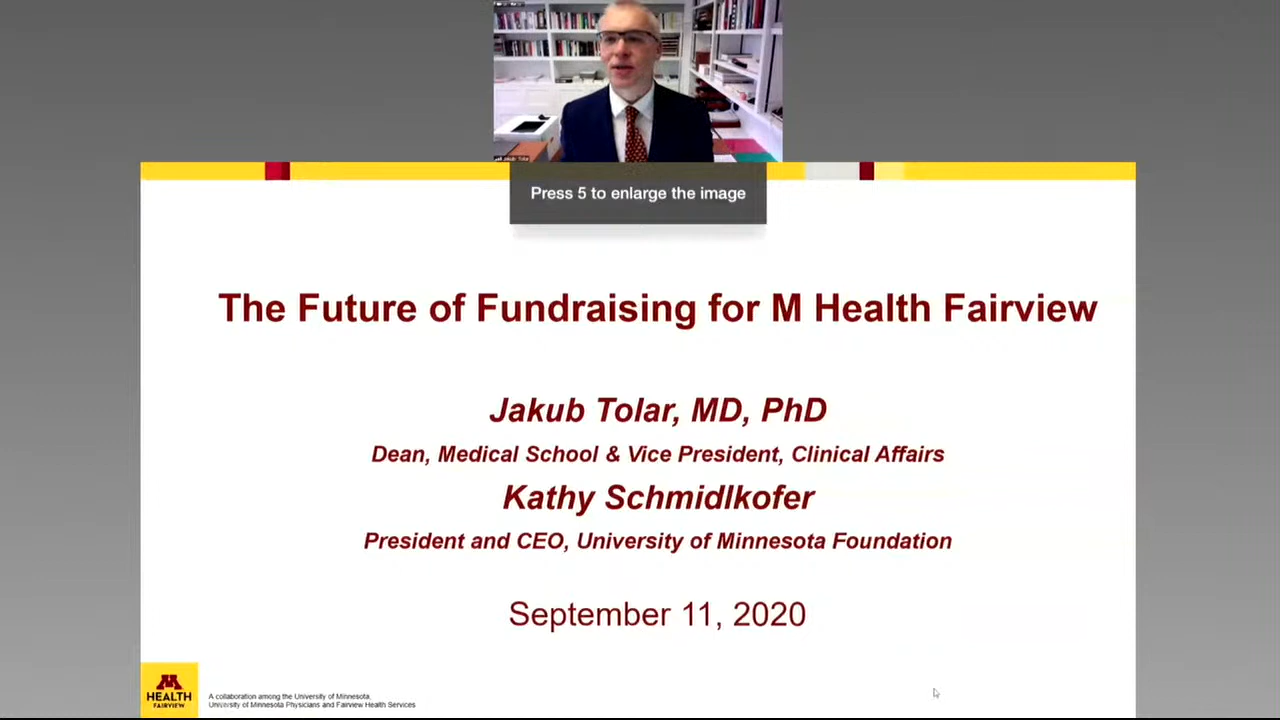 Jakub Tolar
Press 5 to enlarge the image
The Future of Fundraising for M Health Fairview
Jakub Tolar, MD, PhD
Dean, Medical School & Vice President, Clinical Affairs
Kathy Schmidlkofer
President and CEO, University of Minnesota Foundation
September 11, 2020
M
HEALTH
FAIRVIEW
A collaboration among the University of Minnesota,
University of Minnesota Physicians and Fairview Health Services